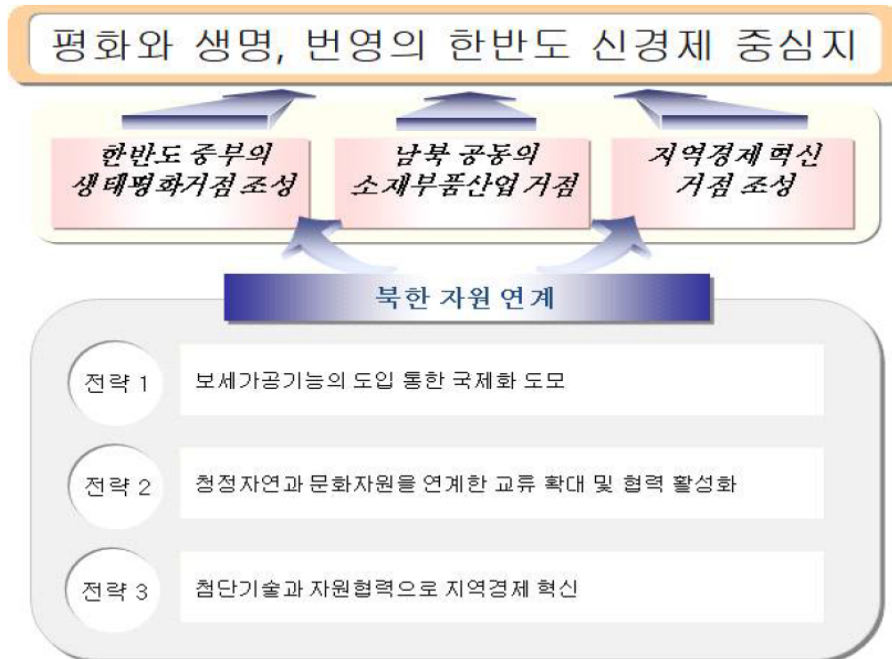 평화와 생명, 번영의 한반도 신경제 중심지
한반도 중부의
생태평화거점 조성
남북 공동의
소재부품산업 거점
지역경제 혁신
거점 조성
북한 자원 연계
전략 1
보세가공기능의 도입 통한 국제화 도모
전략 2
청정자연과 문화자원을 연계한 교류 확대 및 협력 활성화
전략 3
첨단기술과 자원협력으로 지역경제 혁신